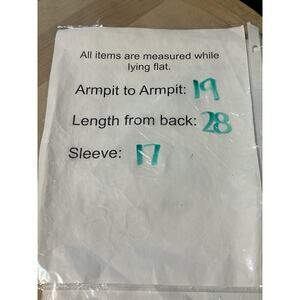 All items are measured while
lying flat.
Armpit to Armpit: 19
Length from back: 28
Sleeve: 17